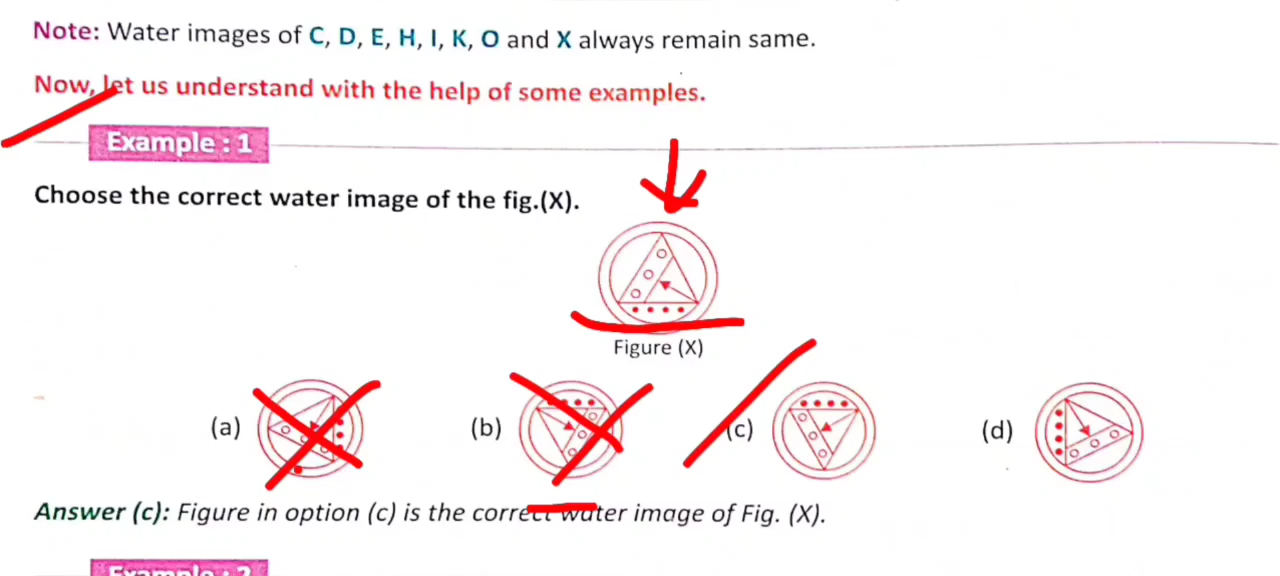 Note: Water images of C, D, E, H, I, K, O and X always remain same.
Now, let us understand with the help of some examples.
Example : 1
Choose the correct water image of the fig.(X).
Figure (X)
(a) (b) (c) (d)
Answer (c): Figure in option (c) is the correct water image of Fig. (X).
Example : 2